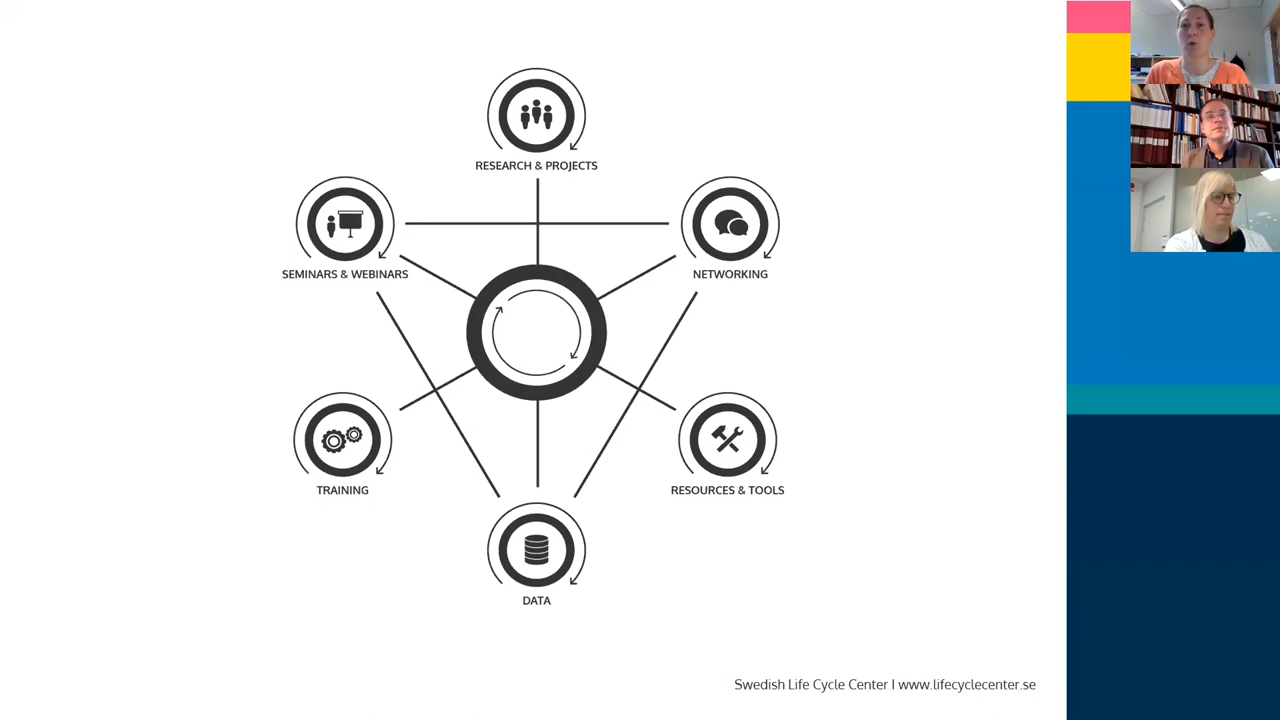 RESEARCH & PROJECTS
SEMINARS & WEBINARS
NETWORKING
TRAINING
RESOURCES & TOOLS
DATA
Swedish Life Cycle Center I www.lifecyclecenter.se